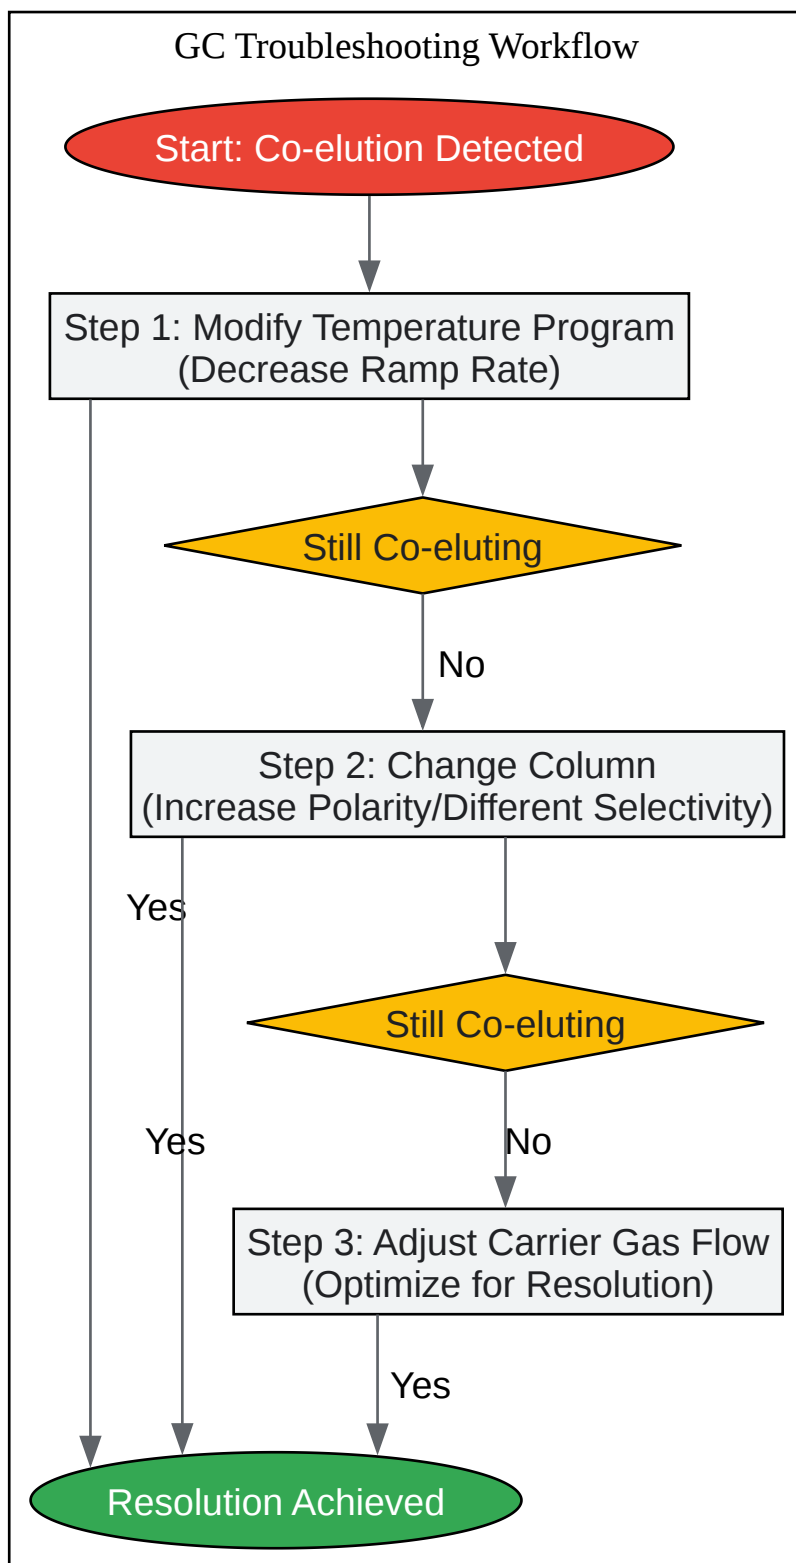 GC Troubleshooting Workflow
Start: Co-elution Detected
Step 1: Modify Temperature Program
(Decrease Ramp Rate)
Still Co-eluting
No
Step 2: Change Column
(Increase Polarity/Different Selectivity)
Yes
Still Co-eluting
Yes
No
Step 3: Adjust Carrier Gas Flow
(Optimize for Resolution)
Yes
Resolution Achieved